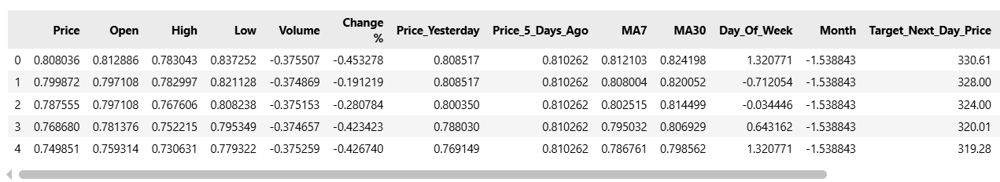 Price Open High Low Volume Change % Price_Yesterday Price_5_Days_Ago MA7 MA30 Day_Of_Week Month Target_Next_Day_Price
0 0.808036 0.812886 0.783043 0.837252 -0.375507 -0.453278 0.808517 0.810262 0.812103 0.824198 1.320771 -1.538843 330.61
1 0.799872 0.797108 0.782997 0.821128 -0.374869 -0.191219 0.808517 0.810262 0.808004 0.820052 -0.712054 -1.538843 328.00
2 0.787555 0.797108 0.767606 0.808238 -0.375153 -0.280784 0.800350 0.810262 0.802515 0.814499 -0.034446 -1.538843 324.00
3 0.768680 0.781376 0.752215 0.795349 -0.374657 -0.423423 0.788030 0.810262 0.795032 0.806929 0.643162 -1.538843 320.01
4 0.749851 0.759314 0.730631 0.779322 -0.375259 -0.426740 0.769149 0.810262 0.786761 0.798562 1.320771 -1.538843 319.28